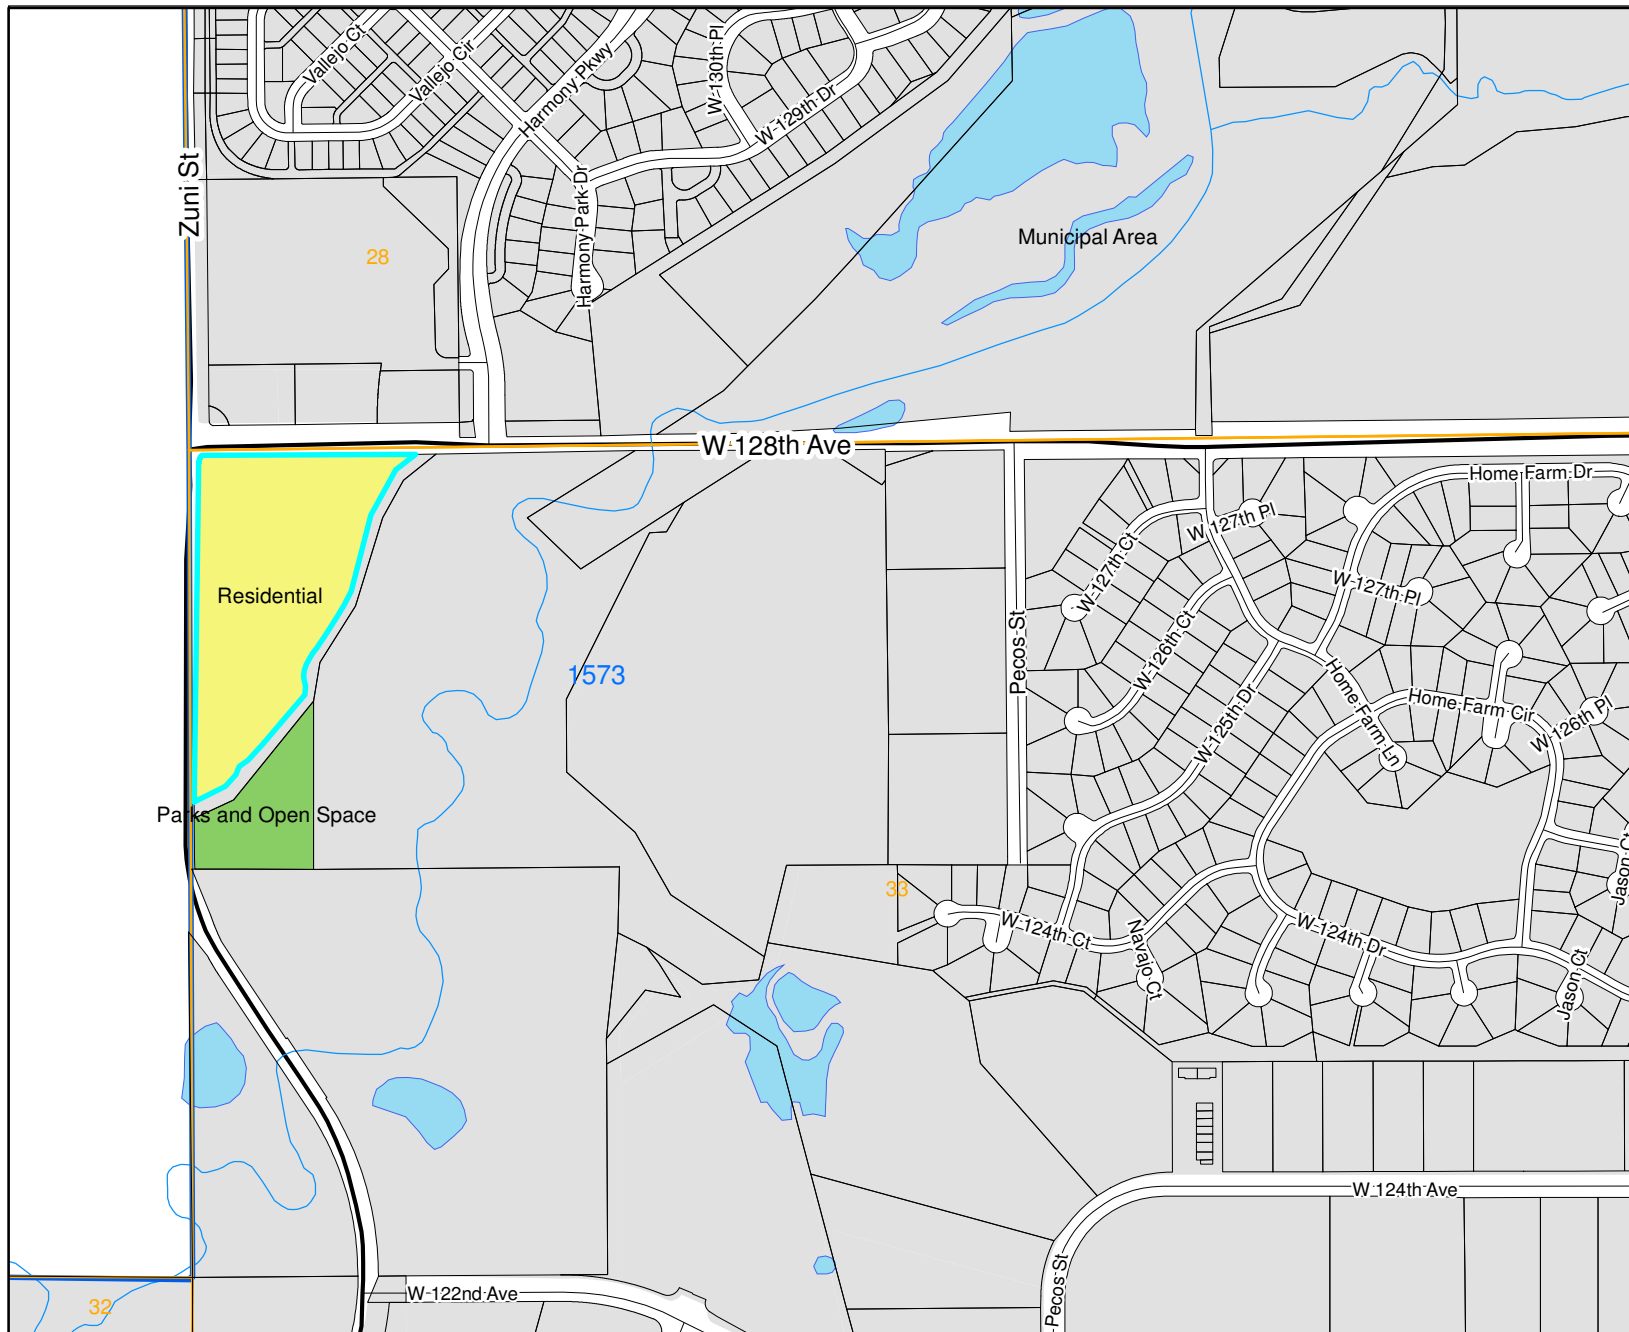 Vallejo Ct
Vallejo Cir
Harmony Pkwy
W 130th Pl
W 129th Dr
Zuni St
Harmony Park Dr
28
Municipal Area
W 128th Ave
Home Farm Dr
W 127th Pl
W 127th Ct
W 127th Pl
Residential
W 126th Ct
Pecos St
1573
Home Farm Ln
Home Farm Cir
W 125th Dr
W 126th Pl
Parks and Open Space
Jason Ct
33
W 124th Ct
Navajo Ct
W 124th Dr
Jason Ct
W 124th Ave
Pecos St
W 122nd Ave
32